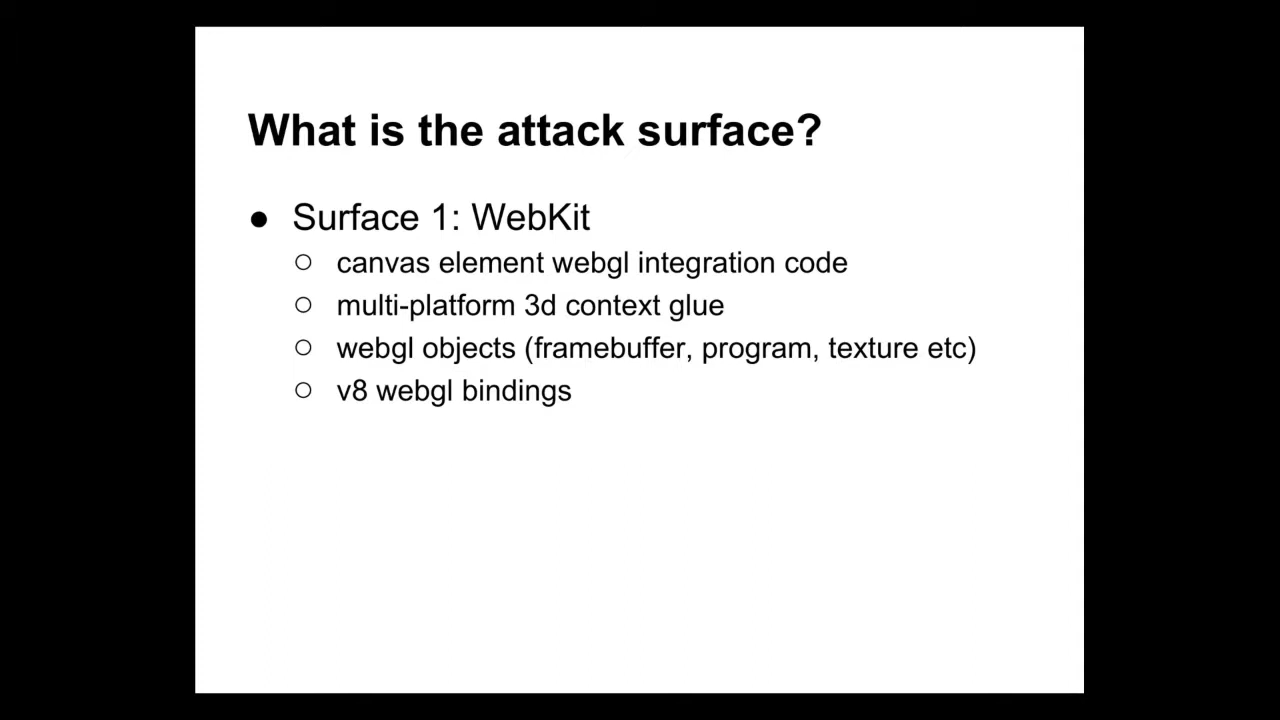 What is the attack surface?
● Surface 1: WebKit
○ canvas element webgl integration code
○ multi-platform 3d context glue
○ webgl objects (framebuffer, program, texture etc)
○ v8 webgl bindings